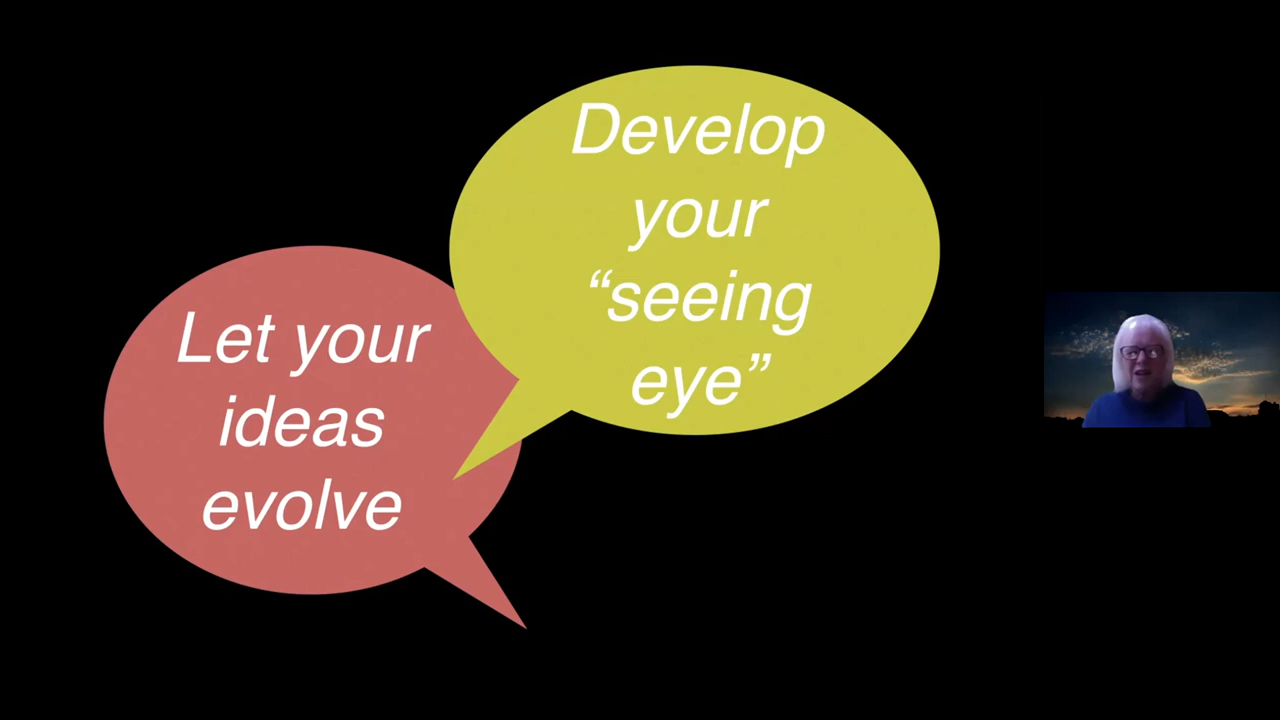 Let your
ideas
evolve
Develop
your
“seeing
eye”